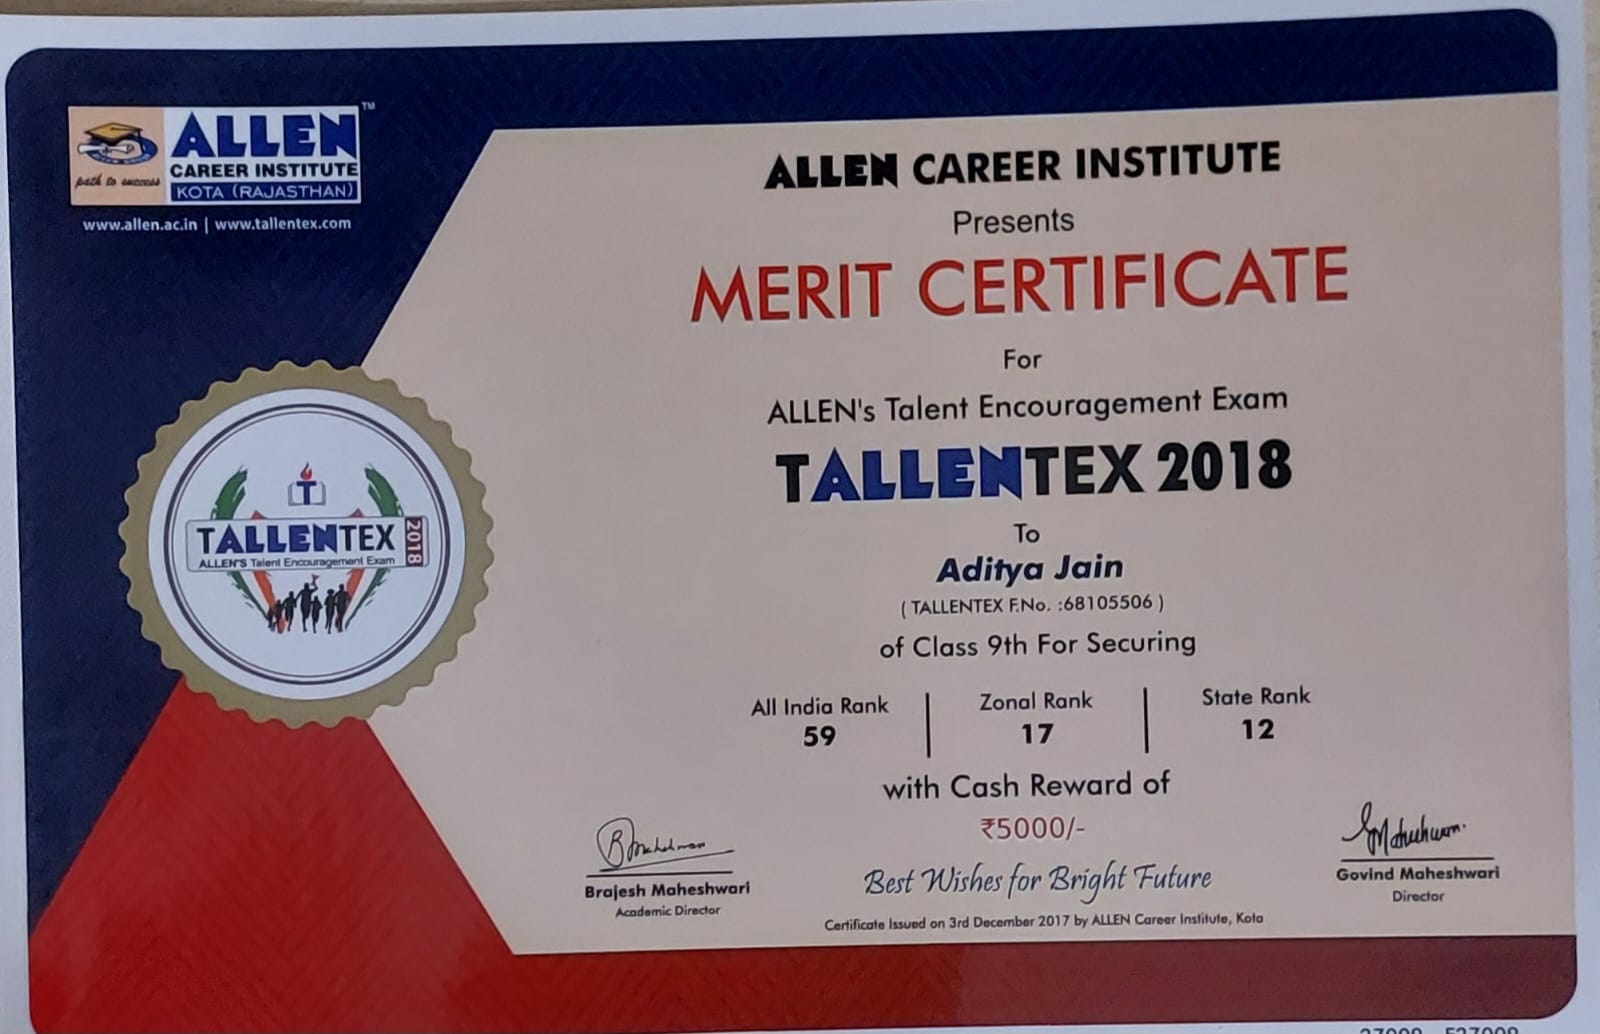 ALLEN TM
CAREER INSTITUTE
path to success
KOTA (RAJASTHAN)
www.allen.ac.in | www.tallentex.com
ALLEN CAREER INSTITUTE
Presents
MERIT CERTIFICATE
For
ALLEN's Talent Encouragement Exam
TALLENTEX 2018
To
Aditya Jain
( TALLENTEX F.No. :68105506 )
of Class 9th For Securing
All India Rank | Zonal Rank | State Rank
59 | 17 | 12
with Cash Reward of
₹5000/-
Best Wishes for Bright Future
Certificate Issued on 3rd December 2017 by ALLEN Career Institute, Kota
T
TALLENTEX 2018
ALLEN'S Talent Encouragement Exam
Brajesh Maheshwari
Academic Director
Govind Maheshwari
Director